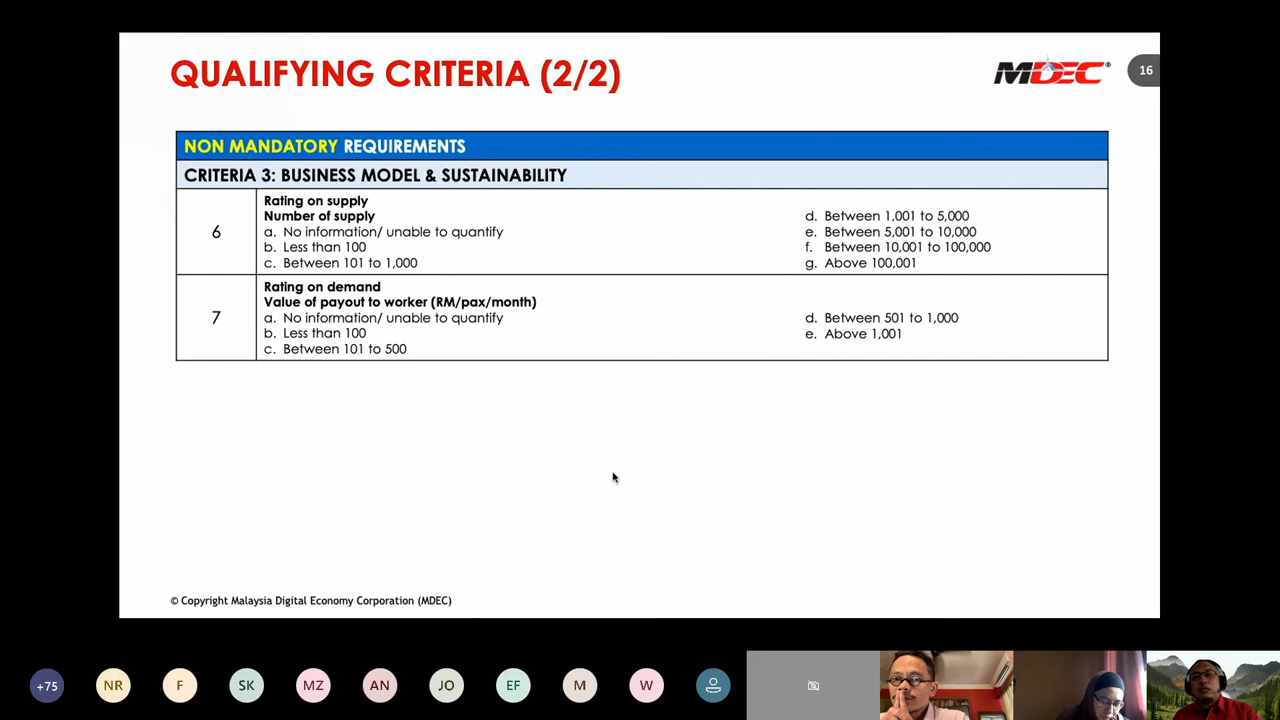 QUALIFYING CRITERIA (2/2)
MDEC®
16
NON MANDATORY REQUIREMENTS
CRITERIA 3: BUSINESS MODEL & SUSTAINABILITY
6
Rating on supply
Number of supply
a. No information/ unable to quantify
b. Less than 100
c. Between 101 to 1,000
d. Between 1,001 to 5,000
e. Between 5,001 to 10,000
f. Between 10,001 to 100,000
g. Above 100,001
7
Rating on demand
Value of payout to worker (RM/pax/month)
a. No information/ unable to quantify
b. Less than 100
c. Between 101 to 500
d. Between 501 to 1,000
e. Above 1,001
© Copyright Malaysia Digital Economy Corporation (MDEC)
+75 NR F SK MZ AN JO EF M W